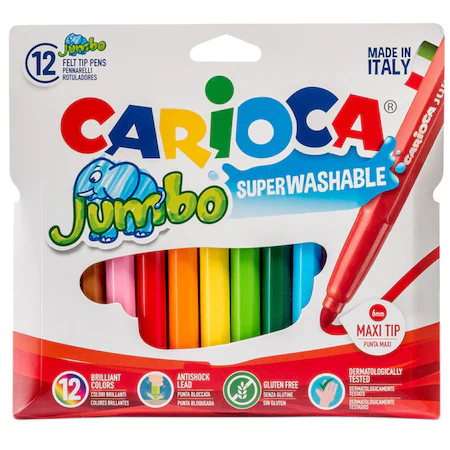 12
Jumbo
FELT TIP PENS
PENNARELLI
ROTULADORES
MADE IN
ITALY
CARIOCA®
Jumbo
SUPERWASHABLE
CARIOCA JU
6mm
MAXI TIP
PUNTA MAXI
12
BRILLIANT
COLORS
COLORI BRILLANTI
COLORES BRILLANTES
ANTISHOCK
LEAD
PUNTA BLOCCATA
PUNTA BLOQUEADA
GLUTEN FREE
SENZA GLUTINE
SIN GLUTEN
DERMATOLOGICALLY
TESTED
DERMATOLOGICAMENTE
TESTATO
DERMATOLÓGICAMENTE
TESTADOS